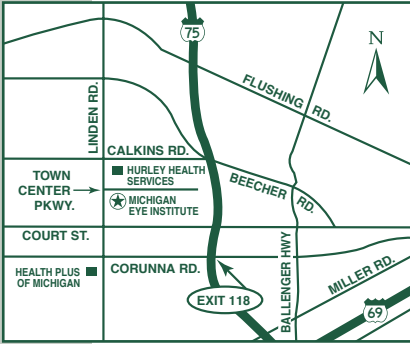 75
N
FLUSHING RD.
LINDEN RD.
CALKINS RD.
HURLEY HEALTH
SERVICES
BEECHER RD.
TOWN
CENTER
PKWY.
MICHIGAN
EYE INSTITUTE
COURT ST.
BALLENGER HWY
HEALTH PLUS
OF MICHIGAN
CORUNNA RD.
MILLER RD.
EXIT 118
69